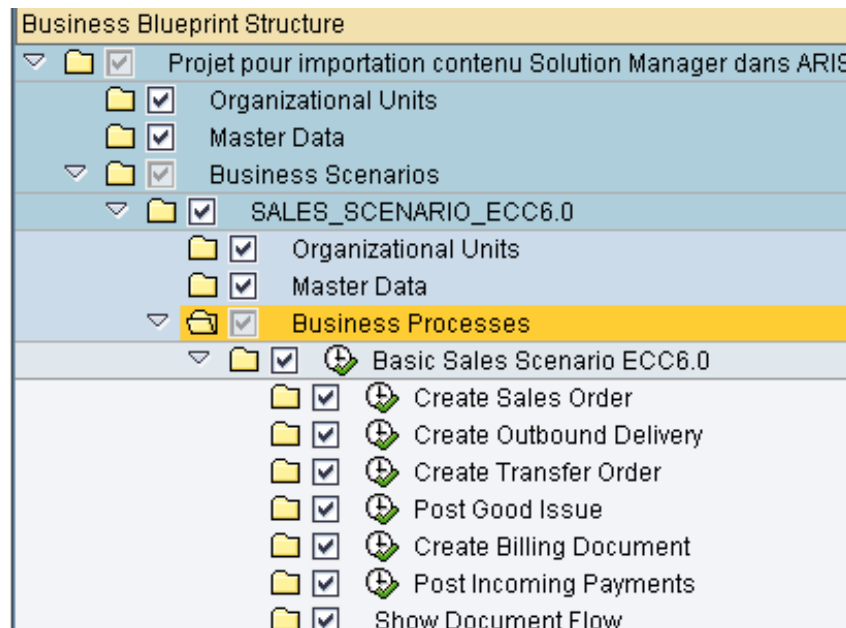 Business Blueprint Structure
Projet pour importation contenu Solution Manager dans ARIS
Organizational Units
Master Data
Business Scenarios
SALES_SCENARIO_ECC6.0
Organizational Units
Master Data
Business Processes
Basic Sales Scenario ECC6.0
Create Sales Order
Create Outbound Delivery
Create Transfer Order
Post Good Issue
Create Billing Document
Post Incoming Payments
Show Document Flow